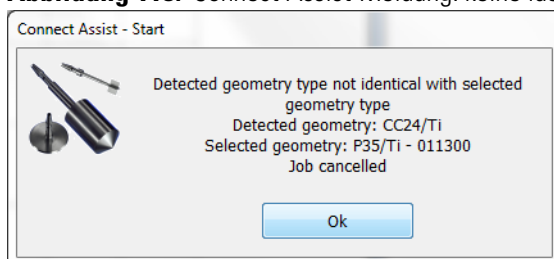 Connect Assist - Start
Detected geometry type not identical with selected
geometry type
Detected geometry: CC24/Ti
Selected geometry: P35/Ti - 011300
Job cancelled
Ok